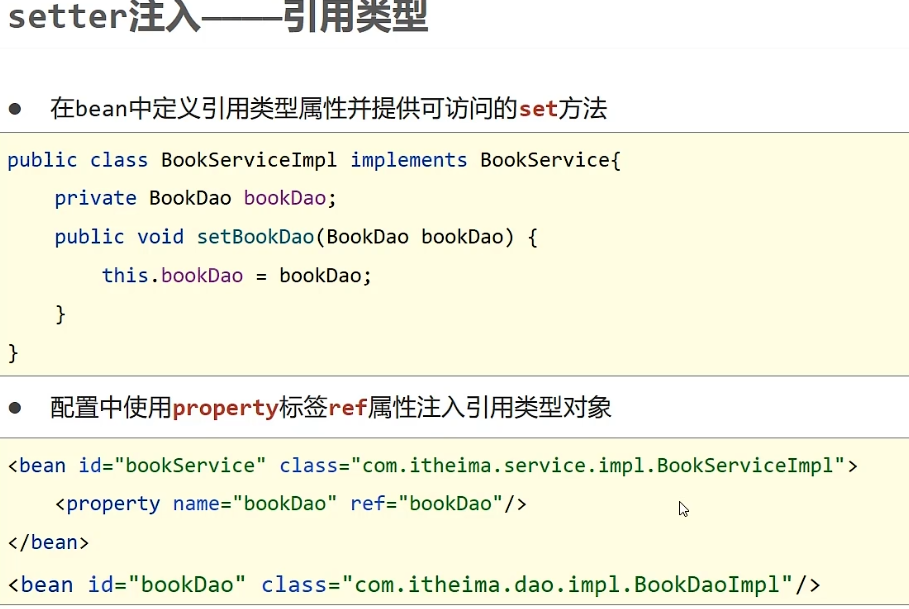 setter注入————引用类型
● 在bean中定义引用类型属性并提供可访问的set方法
public class BookServiceImpl implements BookService{
    private BookDao bookDao;
    public void setBookDao(BookDao bookDao) {
        this.bookDao = bookDao;
    }
}
● 配置中使用property标签ref属性注入引用类型对象
<bean id="bookService" class="com.itheima.service.impl.BookServiceImpl">
    <property name="bookDao" ref="bookDao"/>
</bean>
<bean id="bookDao" class="com.itheima.dao.impl.BookDaoImpl"/>